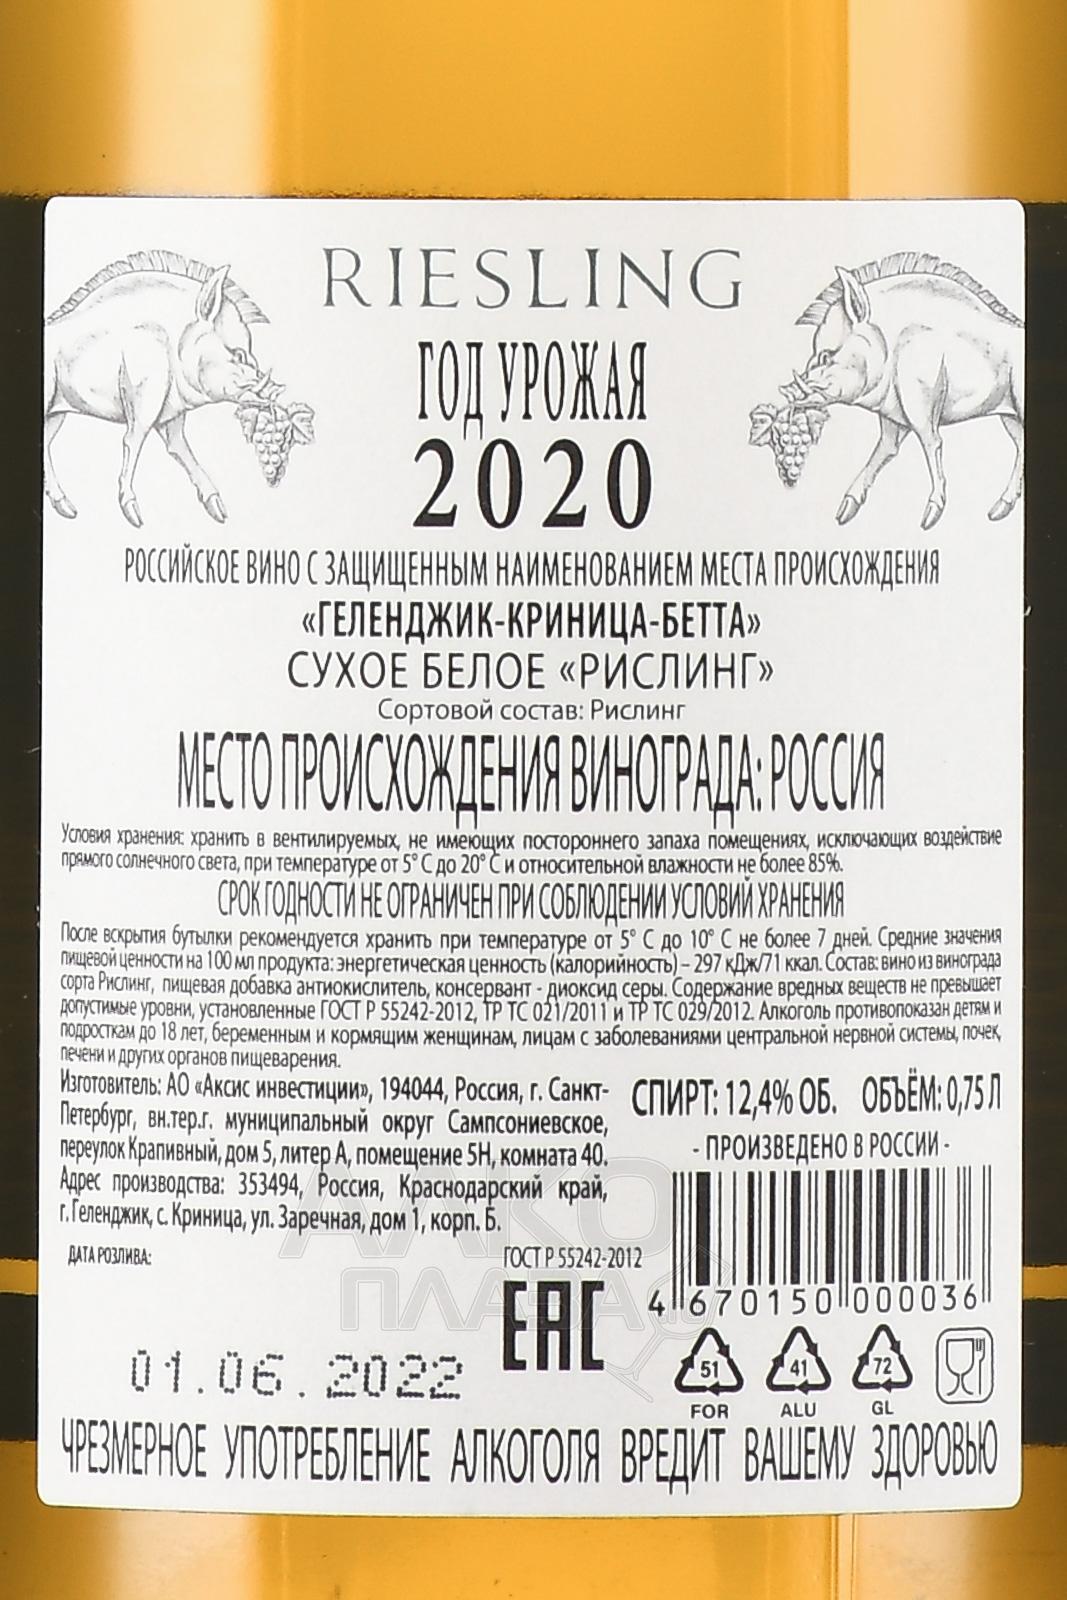 RIESLING
ГОД УРОЖАЯ
2020
РОССИЙСКОЕ ВИНО С ЗАЩИЩЕННЫМ НАИМЕНОВАНИЕМ МЕСТА ПРОИСХОЖДЕНИЯ
«ГЕЛЕНДЖИК-КРИНИЦА-БЕТТА»
СУХОЕ БЕЛОЕ «РИСЛИНГ»
Сортовой состав: Рислинг
МЕСТО ПРОИСХОЖДЕНИЯ ВИНОГРАДА: РОССИЯ
Условия хранения: хранить в вентилируемых, не имеющих постороннего запаха помещениях, исключающих воздействие
прямого солнечного света, при температуре от 5° С до 20° С и относительной влажности не более 85%.
СРОК ГОДНОСТИ НЕ ОГРАНИЧЕН ПРИ СОБЛЮДЕНИИ УСЛОВИЙ ХРАНЕНИЯ
После вскрытия бутылки рекомендуется хранить при температуре от 5° С до 10° С не более 7 дней. Средние значения
пищевой ценности на 100 мл продукта: энергетическая ценность (калорийность) – 297 кДж/71 ккал. Состав: вино из винограда
сорта Рислинг, пищевая добавка антиокислитель, консервант - диоксид серы. Содержание вредных веществ не превышает
допустимые уровни, установленные ГОСТ Р 55242-2012, ТР ТС 021/2011 и ТР ТС 029/2012. Алкоголь противопоказан детям и
подросткам до 18 лет, беременным и кормящим женщинам, лицам с заболеваниями центральной нервной системы, почек,
печени и других органов пищеварения.
Изготовитель: АО «Аксис инвестиции», 194044, Россия, г. Санкт-
Петербург, вн.тер.г. муниципальный округ Сампсониевское,
переулок Крапивный, дом 5, литер А, помещение 5Н, комната 40.
Адрес производства: 353494, Россия, Краснодарский край,
г. Геленджик, с. Криница, ул. Заречная, дом 1, корп. Б.
СПИРТ: 12,4% ОБ. ОБЪЁМ: 0,75 Л
- ПРОИЗВЕДЕНО В РОССИИ -
ДАТА РОЗЛИВА:
01.06.2022
ГОСТ Р 55242-2012
ЕАС
4 670150 000036
51 41 72
FOR ALU GL
ЧРЕЗМЕРНОЕ УПОТРЕБЛЕНИЕ АЛКОГОЛЯ ВРЕДИТ ВАШЕМУ ЗДОРОВЬЮ
АЛКО
ПЛАЗА